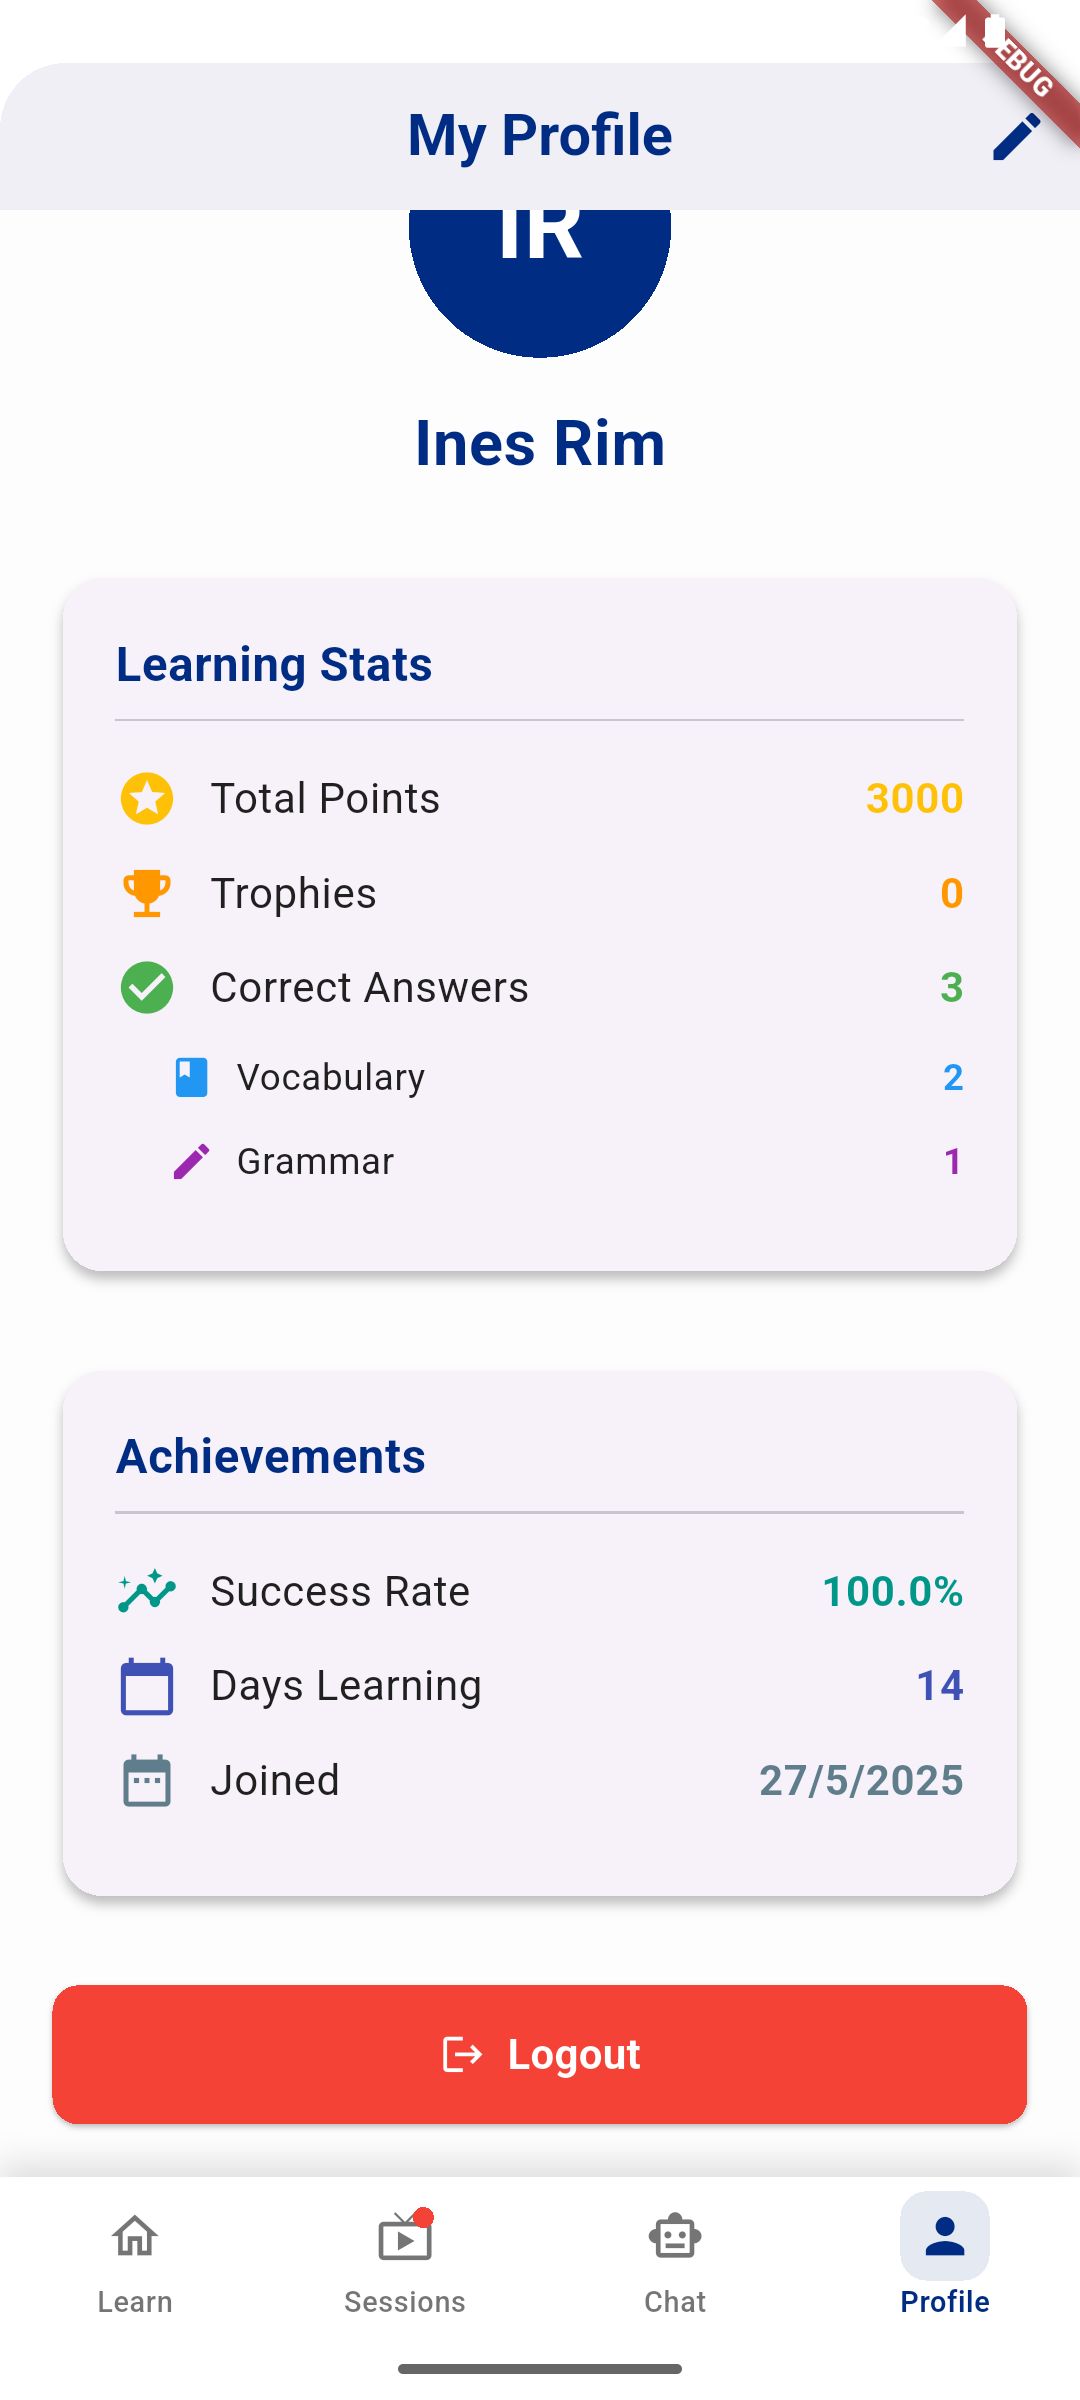 DEBUG
My Profile
IR
Ines Rim
Learning Stats
Total Points 3000
Trophies 0
Correct Answers 3
Vocabulary 2
Grammar 1
Achievements
Success Rate 100.0%
Days Learning 14
Joined 27/5/2025
Logout
Learn Sessions Chat Profile